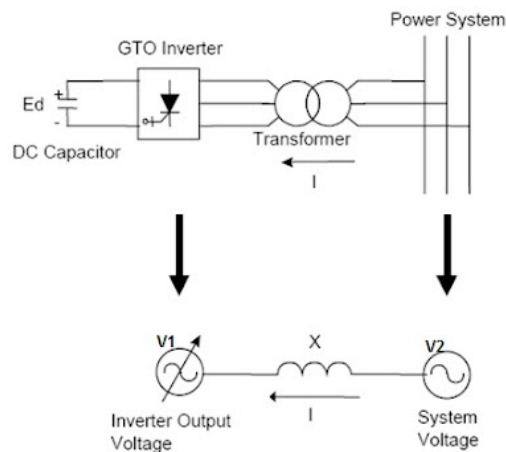 Power System
GTO Inverter
Ed
+
-
DC Capacitor
Transformer
I
V1
X
V2
I
Inverter Output
Voltage
System
Voltage